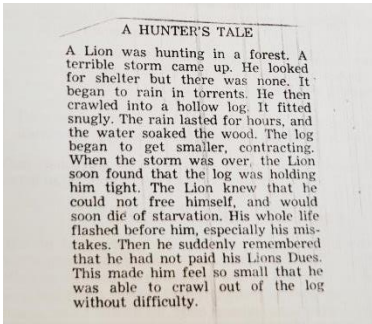 A HUNTER'S TALE
A Lion was hunting in a forest. A
terrible storm came up. He looked
for shelter but there was none. It
began to rain in torrents. He then
crawled into a hollow log. It fitted
snugly. The rain lasted for hours, and
the water soaked the wood. The log
began to get smaller, contracting.
When the storm was over, the Lion
soon found that the log was holding
him tight. The Lion knew that he
could not free himself, and would
soon die of starvation. His whole life
flashed before him, especially his mis-
takes. Then he suddenly remembered
that he had not paid his Lions Dues.
This made him feel so small that he
was able to crawl out of the log
without difficulty.